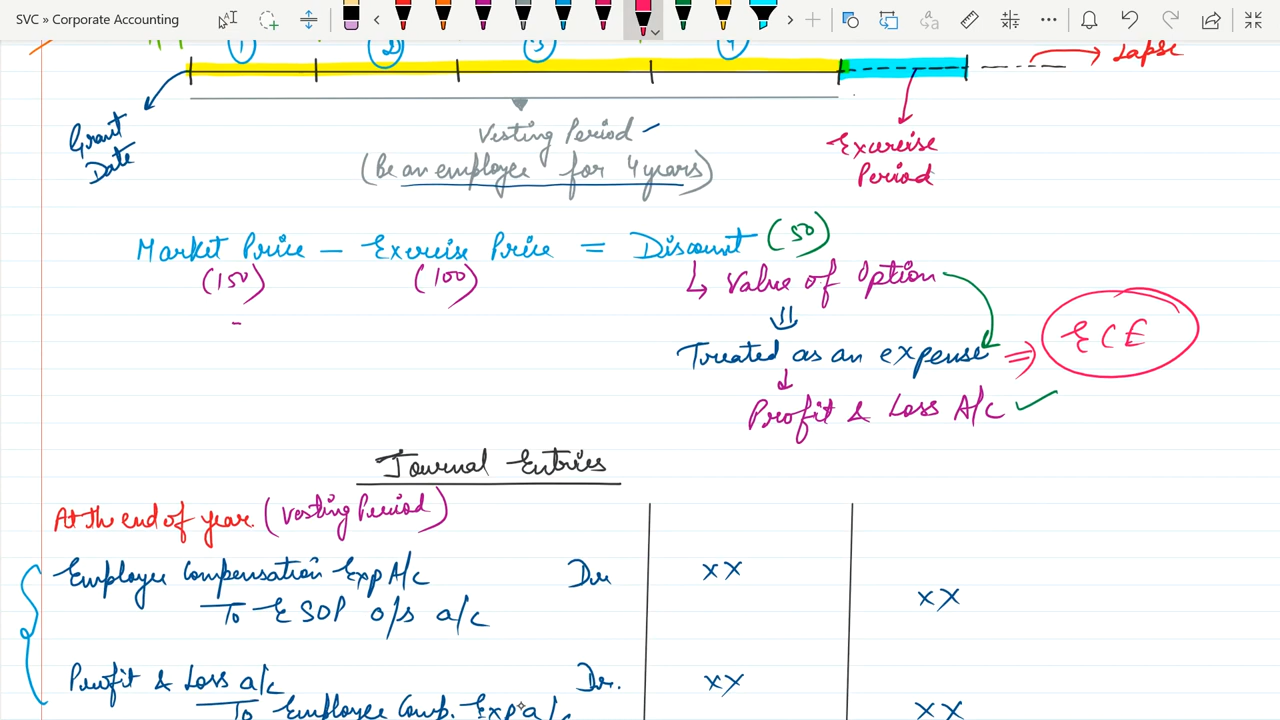 SVC » Corporate Accounting
① ② ③ 4
Lapse
Grant
Date
Vesting Period
(Be an employee for 4 years)
Exercise
Period
Market Price – Exercise Price = Discount (50)
(150) (100)
↳ Value of Option
Treated as an expense ⇒ ECE
Profit & Loss A/c ✓
Journal Entries
At the end of year (Vesting Period)
Employee Compensation Exp A/c Dr XX
To ESOP o/s a/c XX
Profit & Loss a/c Dr. XX
To Employee Comp. Exp a/c XX